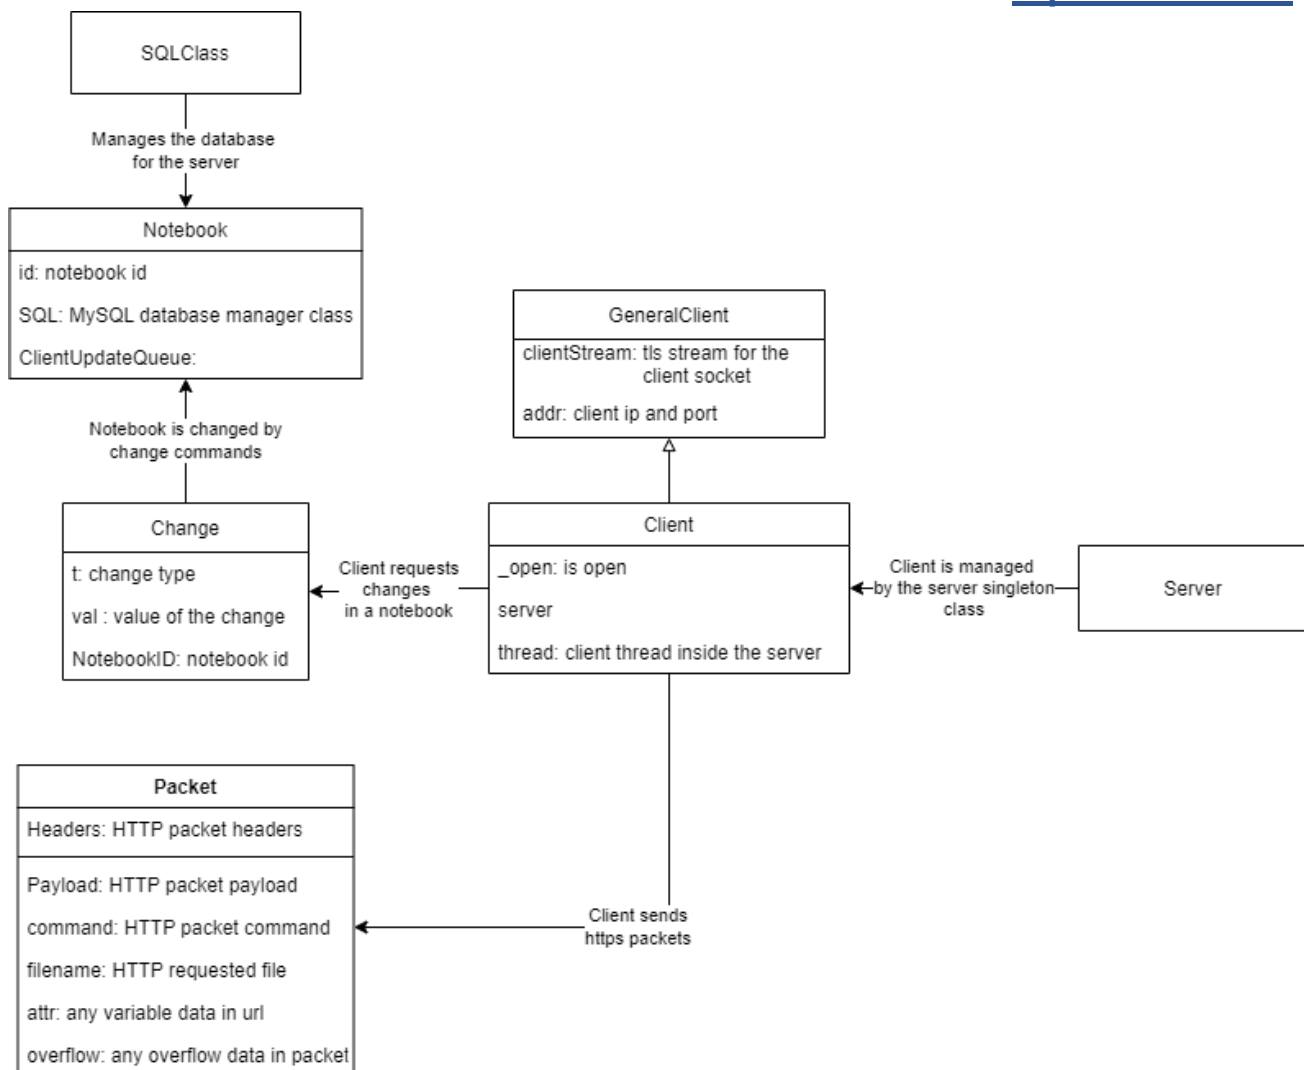 SQLClass
Manages the database
for the server
Notebook
id: notebook id
SQL: MySQL database manager class
ClientUpdateQueue:
GeneralClient
clientStream: tls stream for the
client socket
addr: client ip and port
Notebook is changed by
change commands
Change
t: change type
val : value of the change
NotebookID: notebook id
Client requests
changes
in a notebook
Client
_open: is open
server
thread: client thread inside the server
Client is managed
by the server singleton
class
Server
Packet
Headers: HTTP packet headers
Payload: HTTP packet payload
command: HTTP packet command
filename: HTTP requested file
attr: any variable data in url
overflow: any overflow data in packet
Client sends
https packets